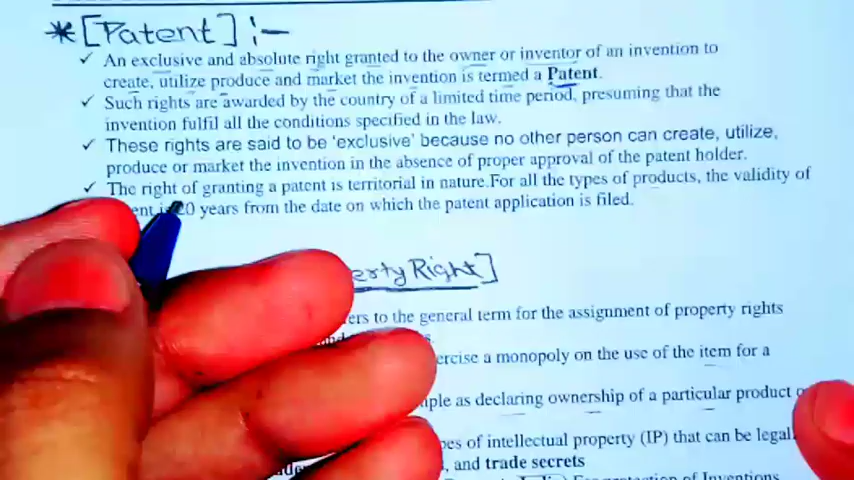 *[Patent]:-
✓ An exclusive and absolute right granted to the owner or inventor of an invention to
create, utilize produce and market the invention is termed a Patent.
✓ Such rights are awarded by the country of a limited time period, presuming that the
invention fulfil all the conditions specified in the law.
✓ These rights are said to be 'exclusive' because no other person can create, utilize,
produce or market the invention in the absence of proper approval of the patent holder.
✓ The right of granting a patent is territorial in nature.For all the types of products, the validity of
20 years from the date on which the patent application is filed.
Right]
to the general term for the assignment of property rights
a monopoly on the use of the item for a
as declaring ownership of a particular product
of intellectual property (IP) that can be legal
, and trade secrets
of Inventions